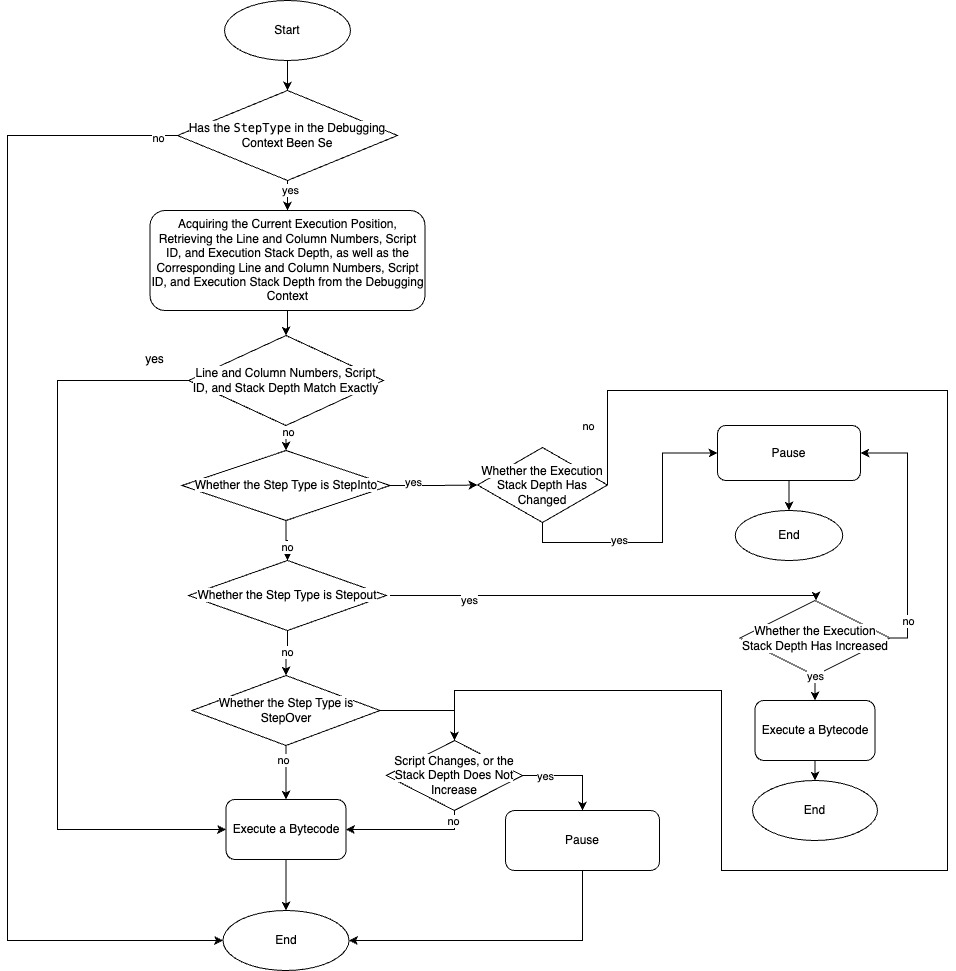 Start
Has the StepType in the Debugging
Context Been Se
no
yes
Acquiring the Current Execution Position,
Retrieving the Line and Column Numbers, Script
ID, and Execution Stack Depth, as well as the
Corresponding Line and Column Numbers, Script
ID, and Execution Stack Depth from the Debugging
Context
yes
Line and Column Numbers, Script
ID, and Stack Depth Match Exactly
no
no
Whether the Step Type is StepInto
yes
Whether the Execution
Stack Depth Has
Changed
yes
Pause
End
no
Whether the Step Type is Stepout
yes
Whether the Execution
Stack Depth Has Increased
no
yes
Execute a Bytecode
End
no
Whether the Step Type is
StepOver
Script Changes, or the
Stack Depth Does Not
Increase
yes
no
no
Execute a Bytecode
Pause
End